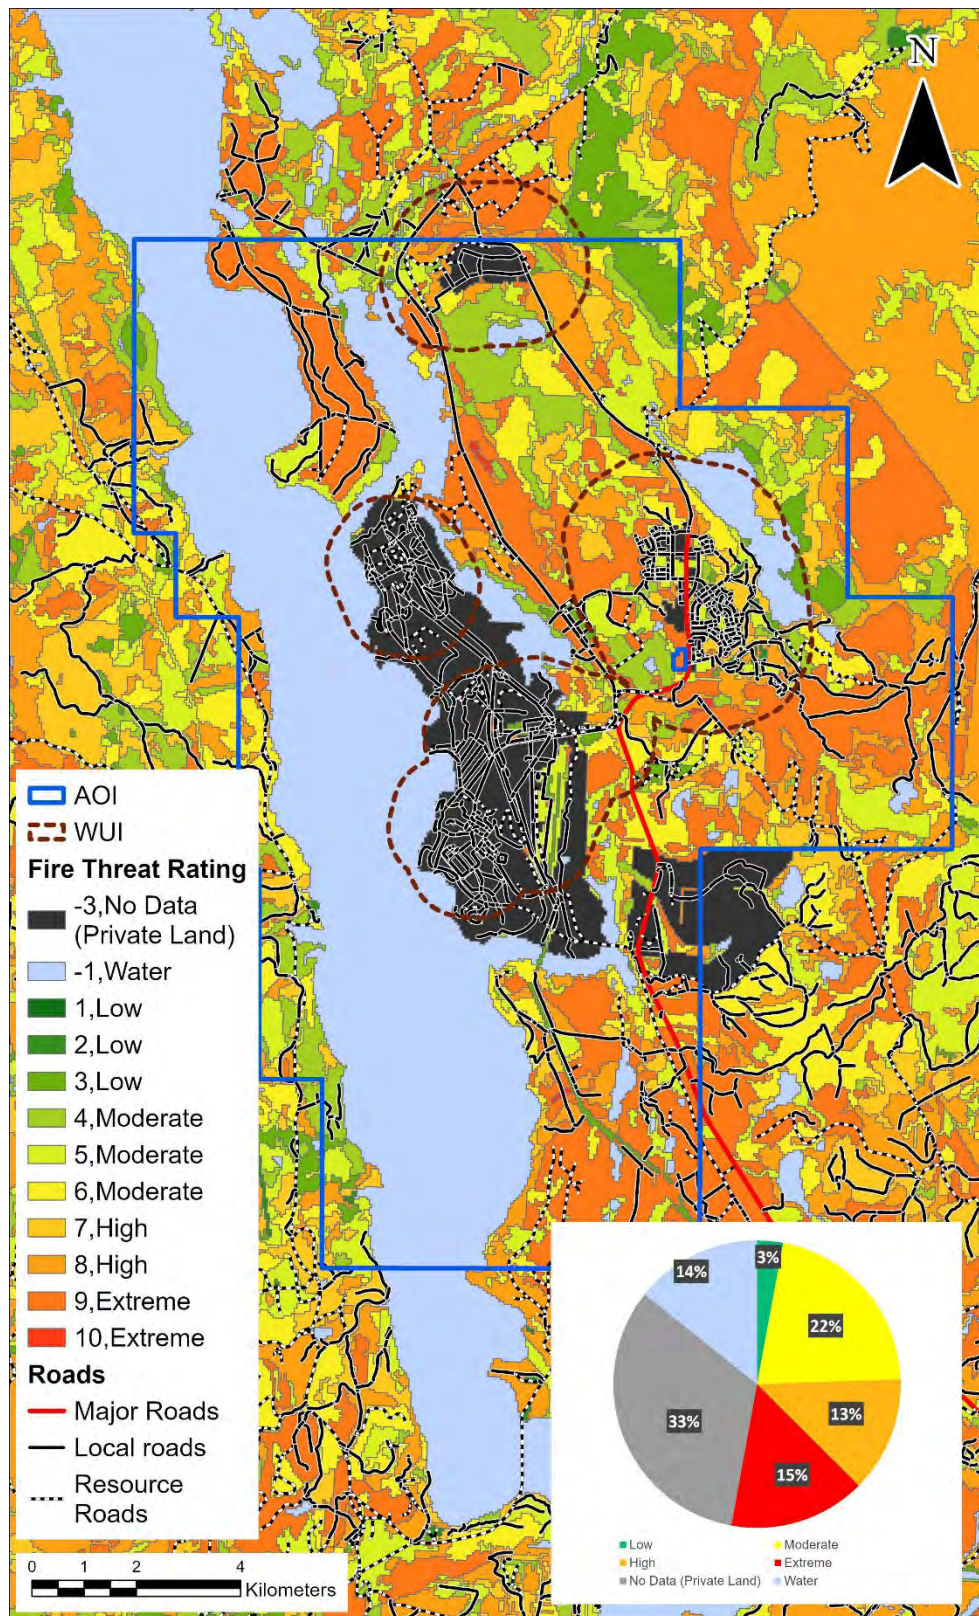 N
AOI
WUI
Fire Threat Rating
-3,No Data
(Private Land)
-1,Water
1,Low
2,Low
3,Low
4,Moderate
5,Moderate
6,Moderate
7,High
8,High
9,Extreme
10,Extreme
Roads
Major Roads
Local roads
Resource
Roads
0 1 2 4
Kilometers
3%
14%
22%
13%
33%
15%
Low Moderate
High Extreme
No Data (Private Land) Water